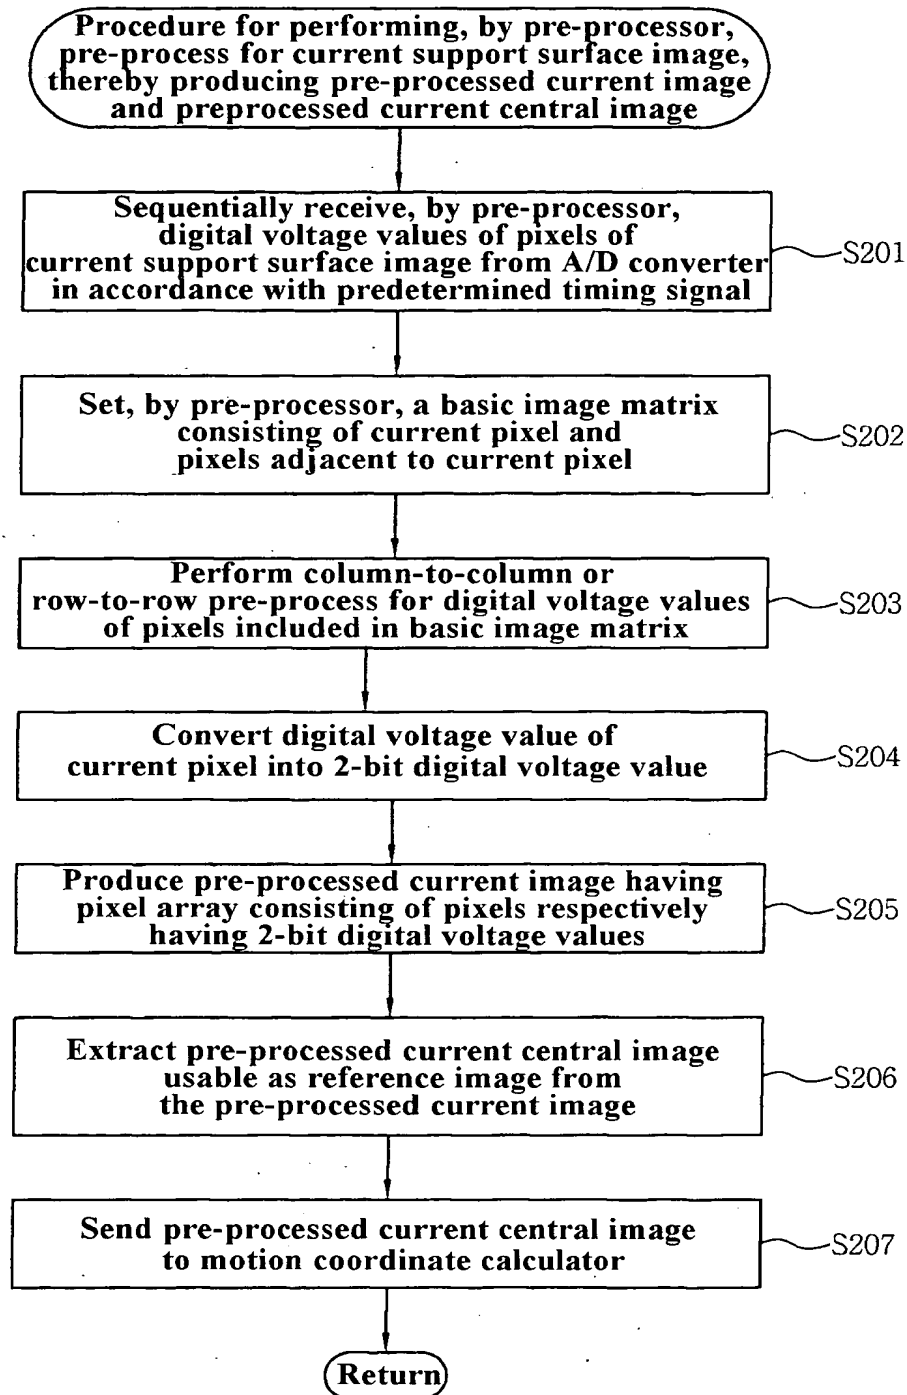 Procedure for performing, by pre-processor,
pre-process for current support surface image,
thereby producing pre-processed current image
and preprocessed current central image
Sequentially receive, by pre-processor,
digital voltage values of pixels of
current support surface image from A/D converter
in accordance with predetermined timing signal
S201
Set, by pre-processor, a basic image matrix
consisting of current pixel and
pixels adjacent to current pixel
S202
Perform column-to-column or
row-to-row pre-process for digital voltage values
of pixels included in basic image matrix
S203
Convert digital voltage value of
current pixel into 2-bit digital voltage value
S204
Produce pre-processed current image having
pixel array consisting of pixels respectively
having 2-bit digital voltage values
S205
Extract pre-processed current central image
usable as reference image from
the pre-processed current image
S206
Send pre-processed current central image
to motion coordinate calculator
S207
Return